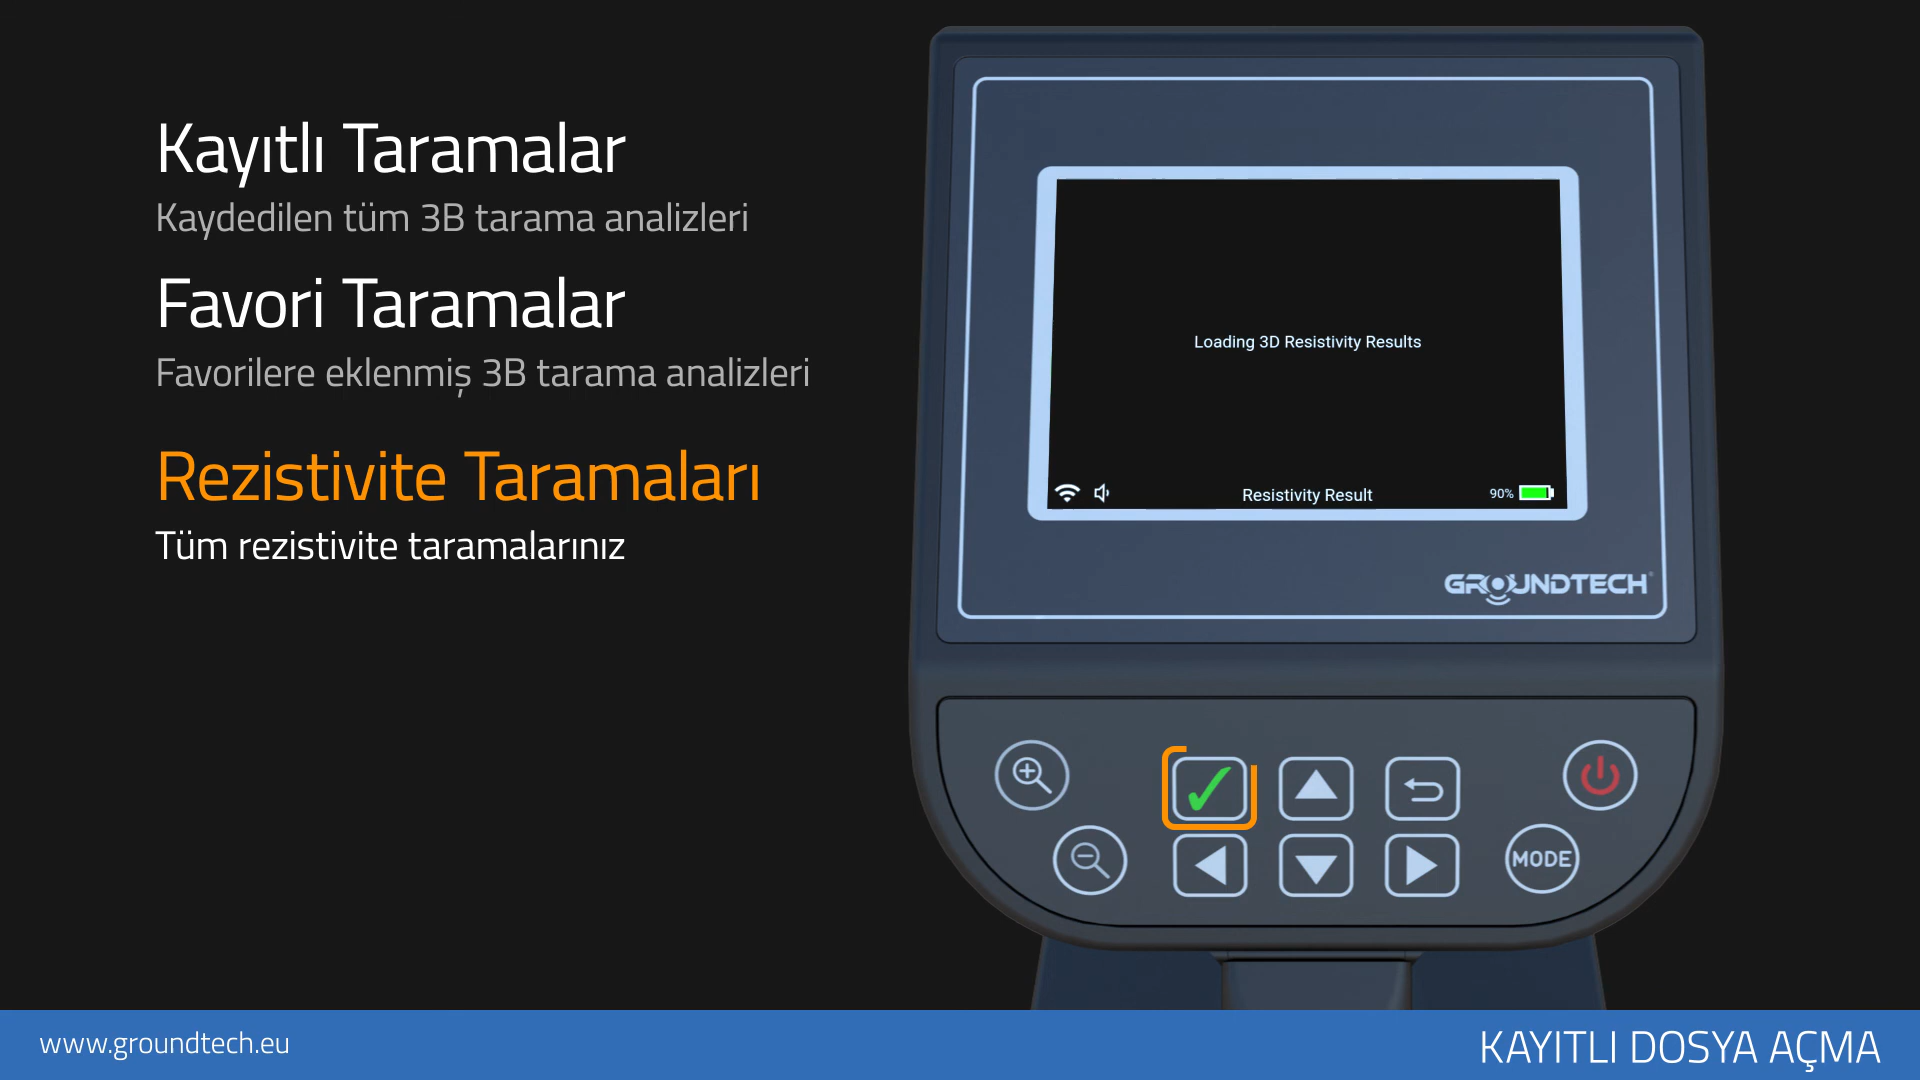 Kayıtlı Taramalar
Kaydedilen tüm 3B tarama analizleri
Favori Taramalar
Favorilere eklenmiş 3B tarama analizleri
Rezistivite Taramaları
Tüm rezistivite taramalarınız
Loading 3D Resistivity Results
Resistivity Result
90%
GROUNDTECH
MODE
www.groundtech.eu
KAYITLI DOSYA AÇMA